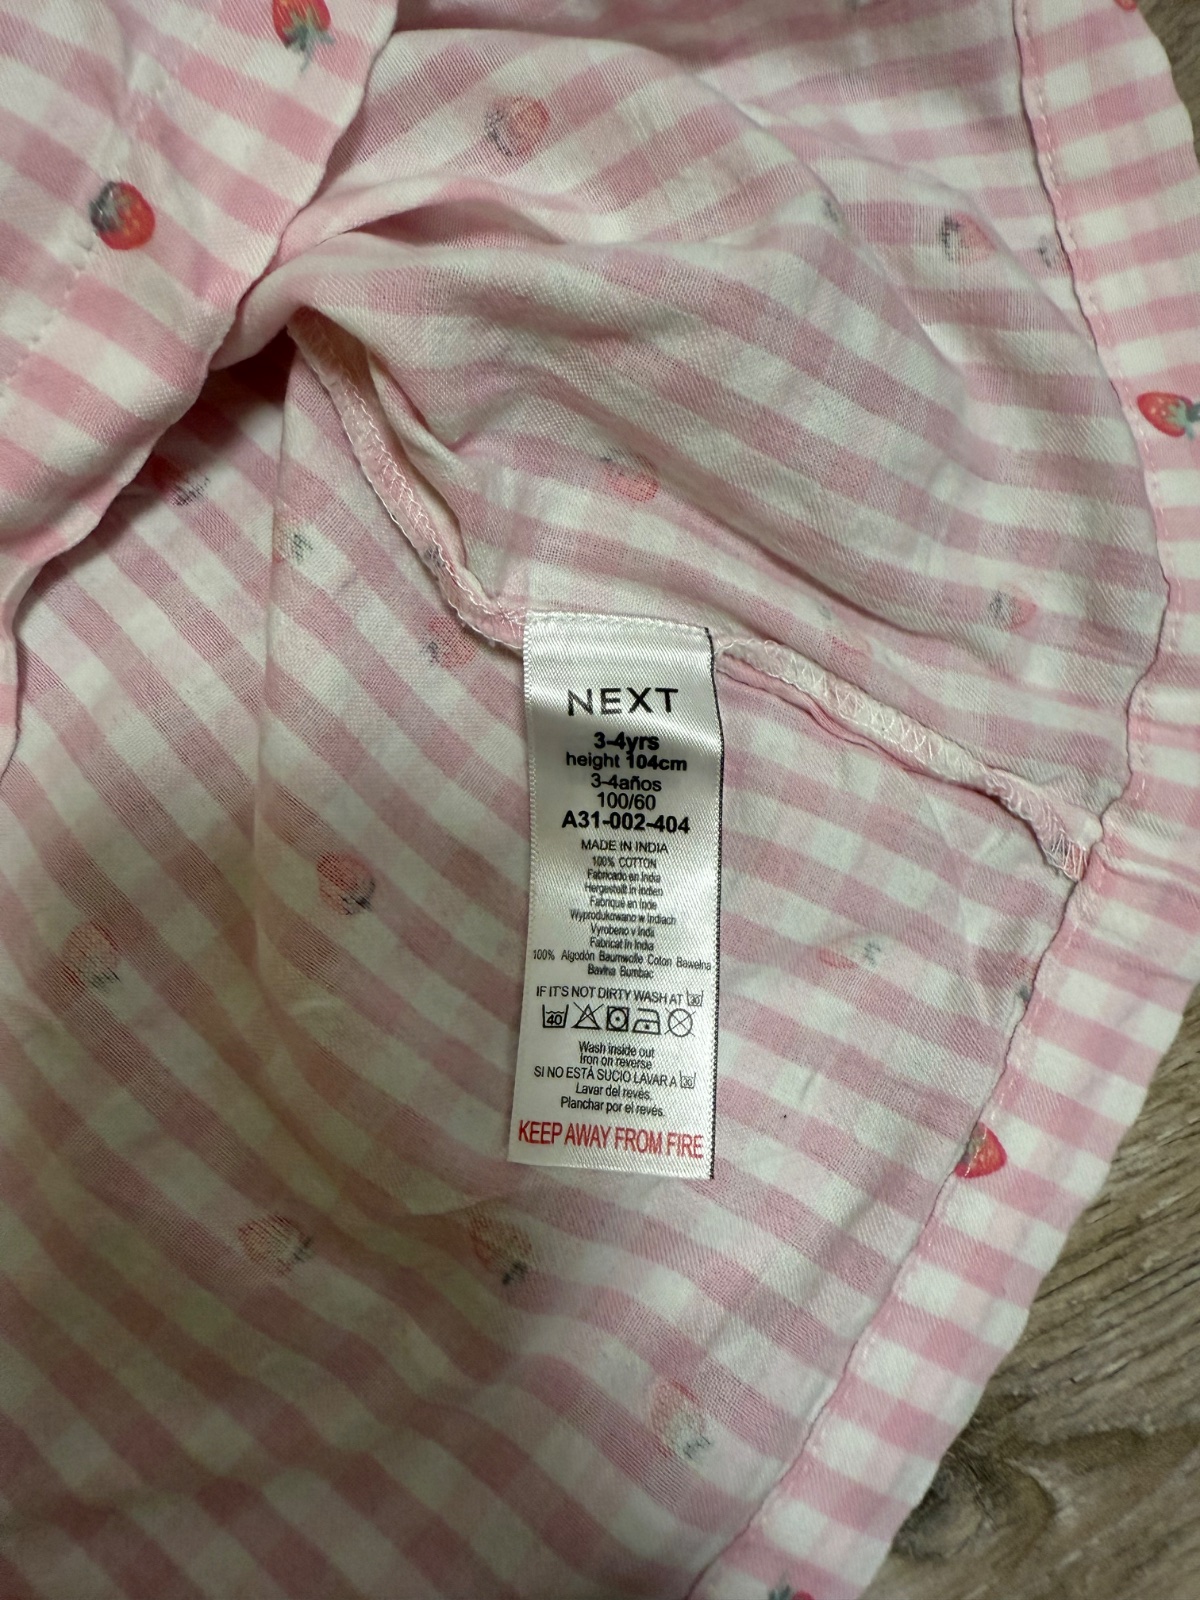 NEXT
3-4yrs
height 104cm
3-4años
100/60
A31-002-404
MADE IN INDIA
100% COTTON
Fabricado en India
Hergestellt in Indien
Fabriqué en Inde
Wyprodukowano w Indiach
Vyrobeno v Indii
Fabricat în India
100% Algodón Baumwolle Coton Bawełna
Bavlna Bumbac
IF IT'S NOT DIRTY WASH AT 30
40
Wash inside out
Iron on reverse
SI NO ESTÁ SUCIO LAVAR A 30
Lavar del revés.
Planchar por el revés.
KEEP AWAY FROM FIRE